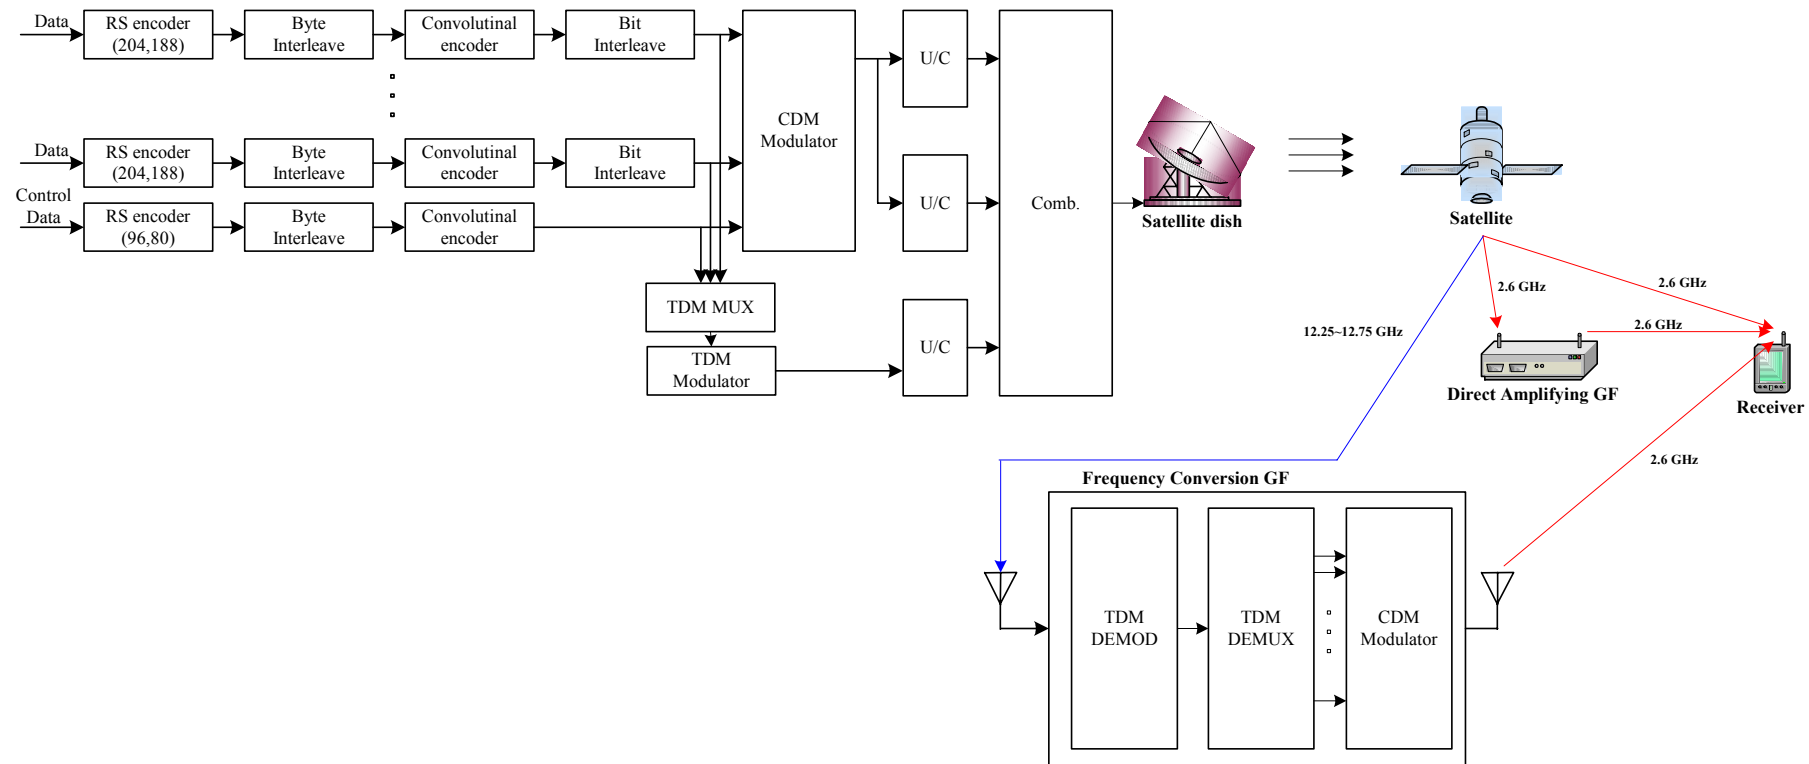 Data
RS encoder
(204,188)
Byte
Interleave
Convolutinal
encoder
Bit
Interleave
CDM
Modulator
U/C
Data
RS encoder
(204,188)
Byte
Interleave
Convolutinal
encoder
Bit
Interleave
U/C
Comb.
Control
Data
RS encoder
(96,80)
Byte
Interleave
Convolutinal
encoder
TDM MUX
TDM
Modulator
U/C
Satellite dish
Satellite
2.6 GHz
2.6 GHz
2.6 GHz
12.25~12.75 GHz
Direct Amplifying GF
Receiver
2.6 GHz
Frequency Conversion GF
TDM
DEMOD
TDM
DEMUX
CDM
Modulator